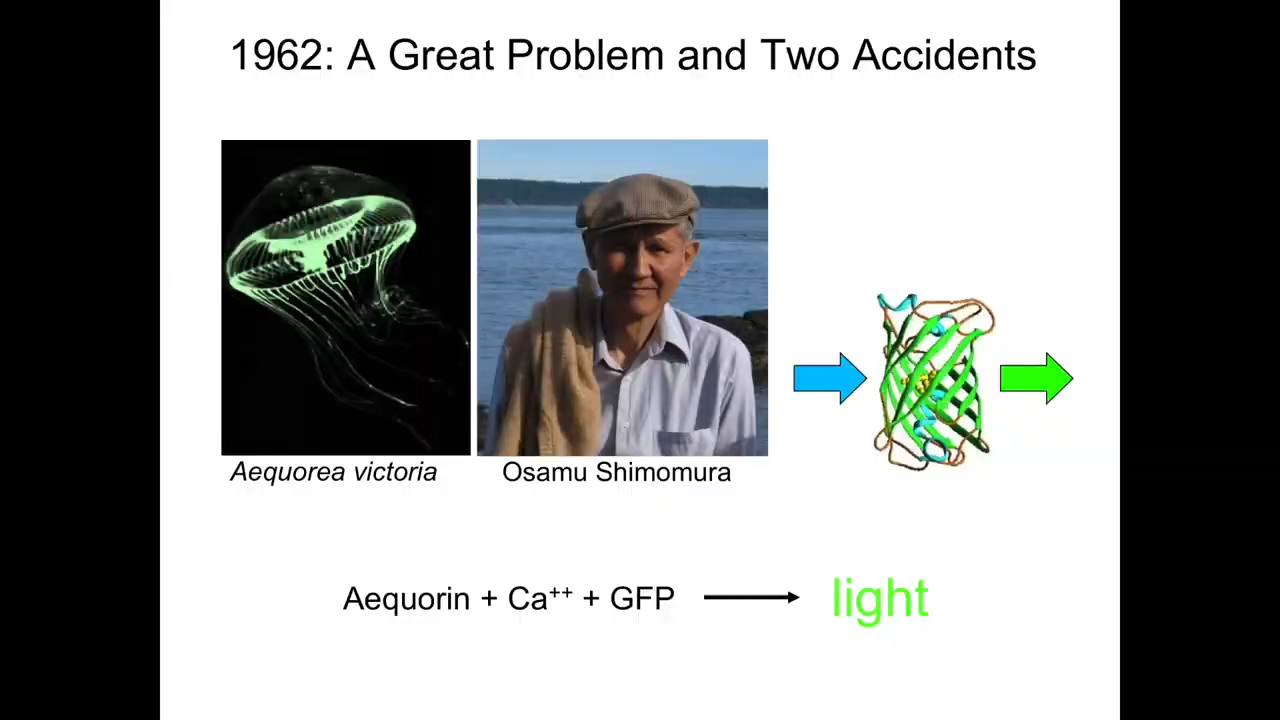 1962: A Great Problem and Two Accidents
Aequorea victoria
Osamu Shimomura
Aequorin + Ca⁺⁺ + GFP
light